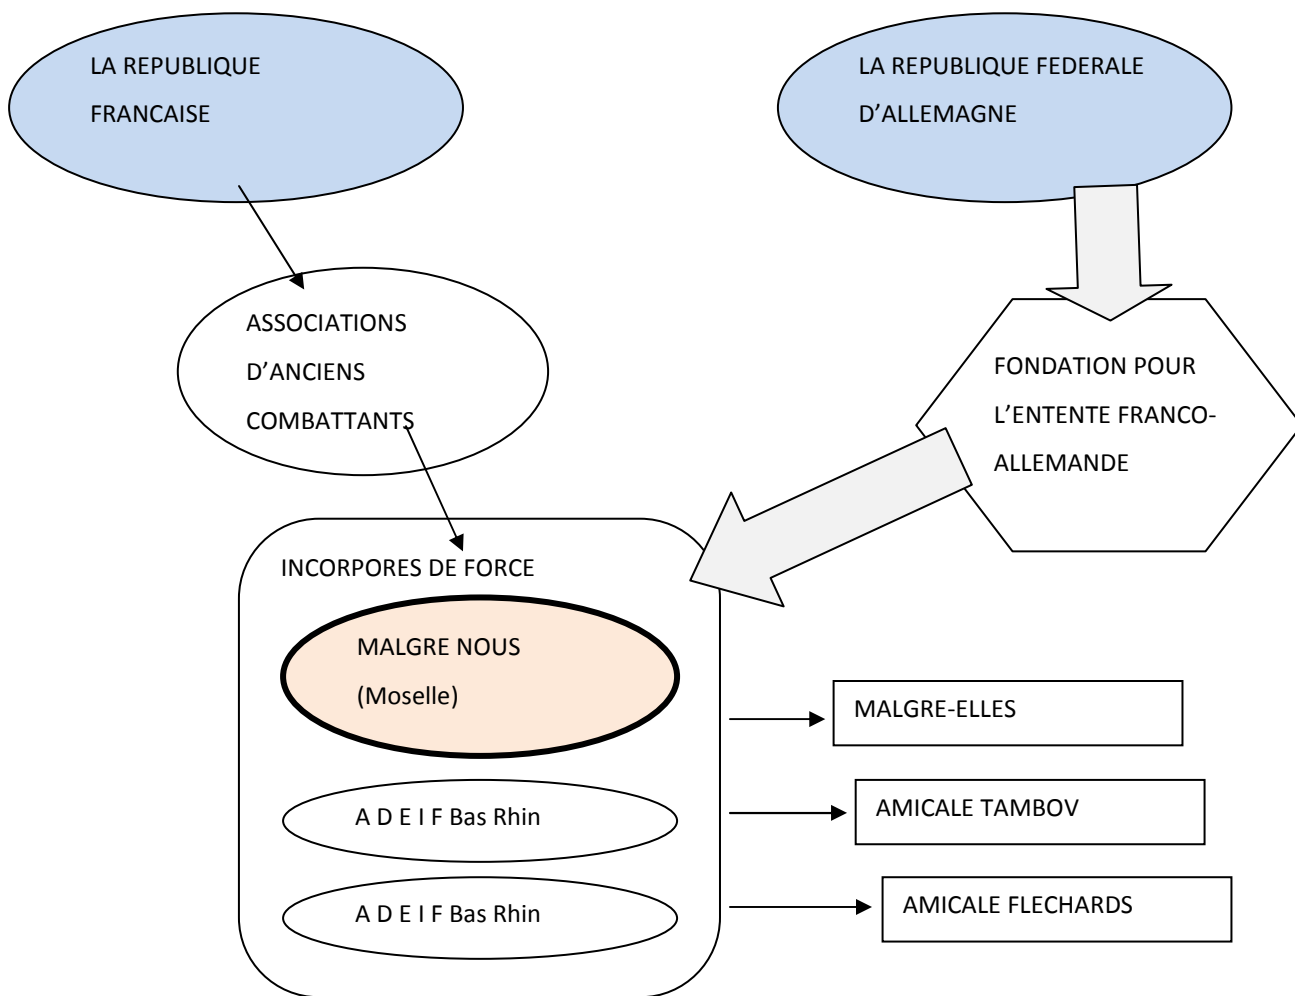 LA REPUBLIQUE
FRANCAISE
LA REPUBLIQUE FEDERALE
D’ALLEMAGNE
ASSOCIATIONS
D’ANCIENS
COMBATTANTS
FONDATION POUR
L’ENTENTE FRANCO-
ALLEMANDE
INCORPORES DE FORCE
MALGRE NOUS
(Moselle)
A D E I F Bas Rhin
A D E I F Bas Rhin
MALGRE-ELLES
AMICALE TAMBOV
AMICALE FLECHARDS